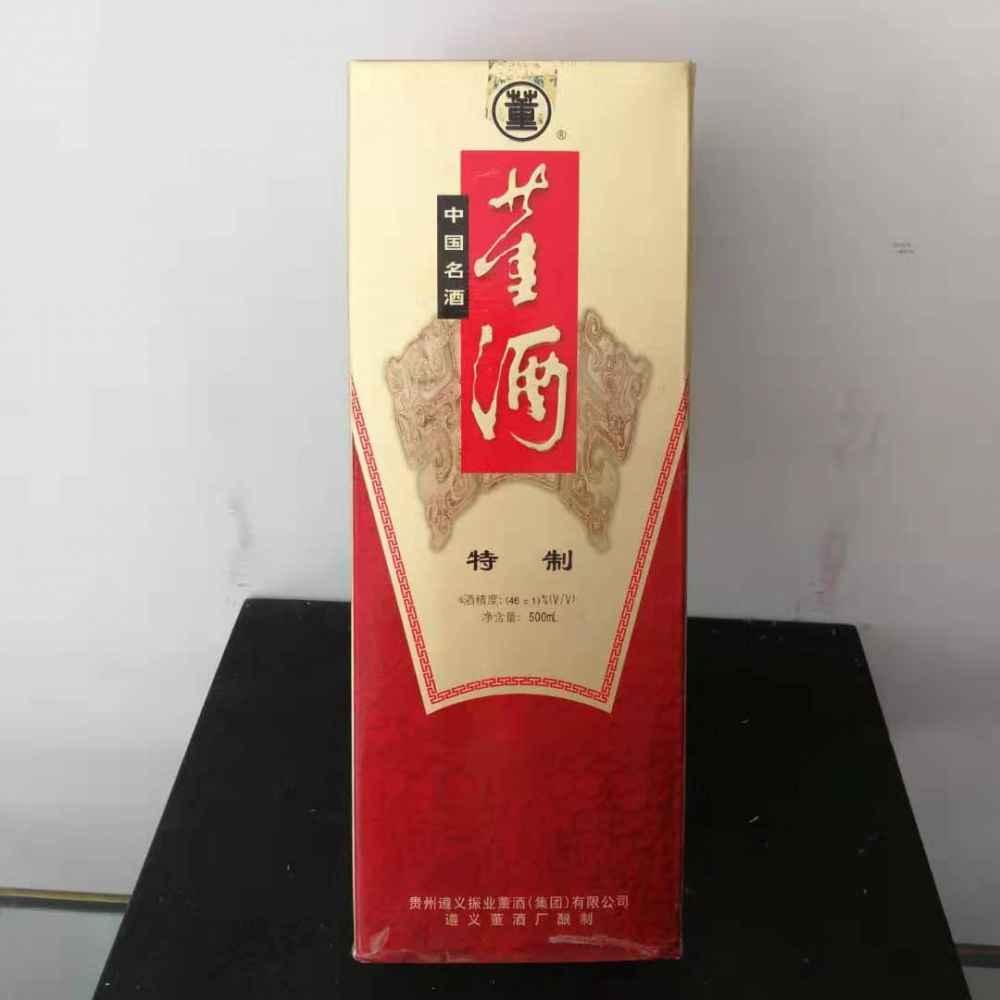 董
®
董酒
中国名酒
特制
酒精度:(46±1)%(V/V)
净含量: 500mL
贵州遵义振业董酒(集团)有限公司
遵义董酒厂酿制